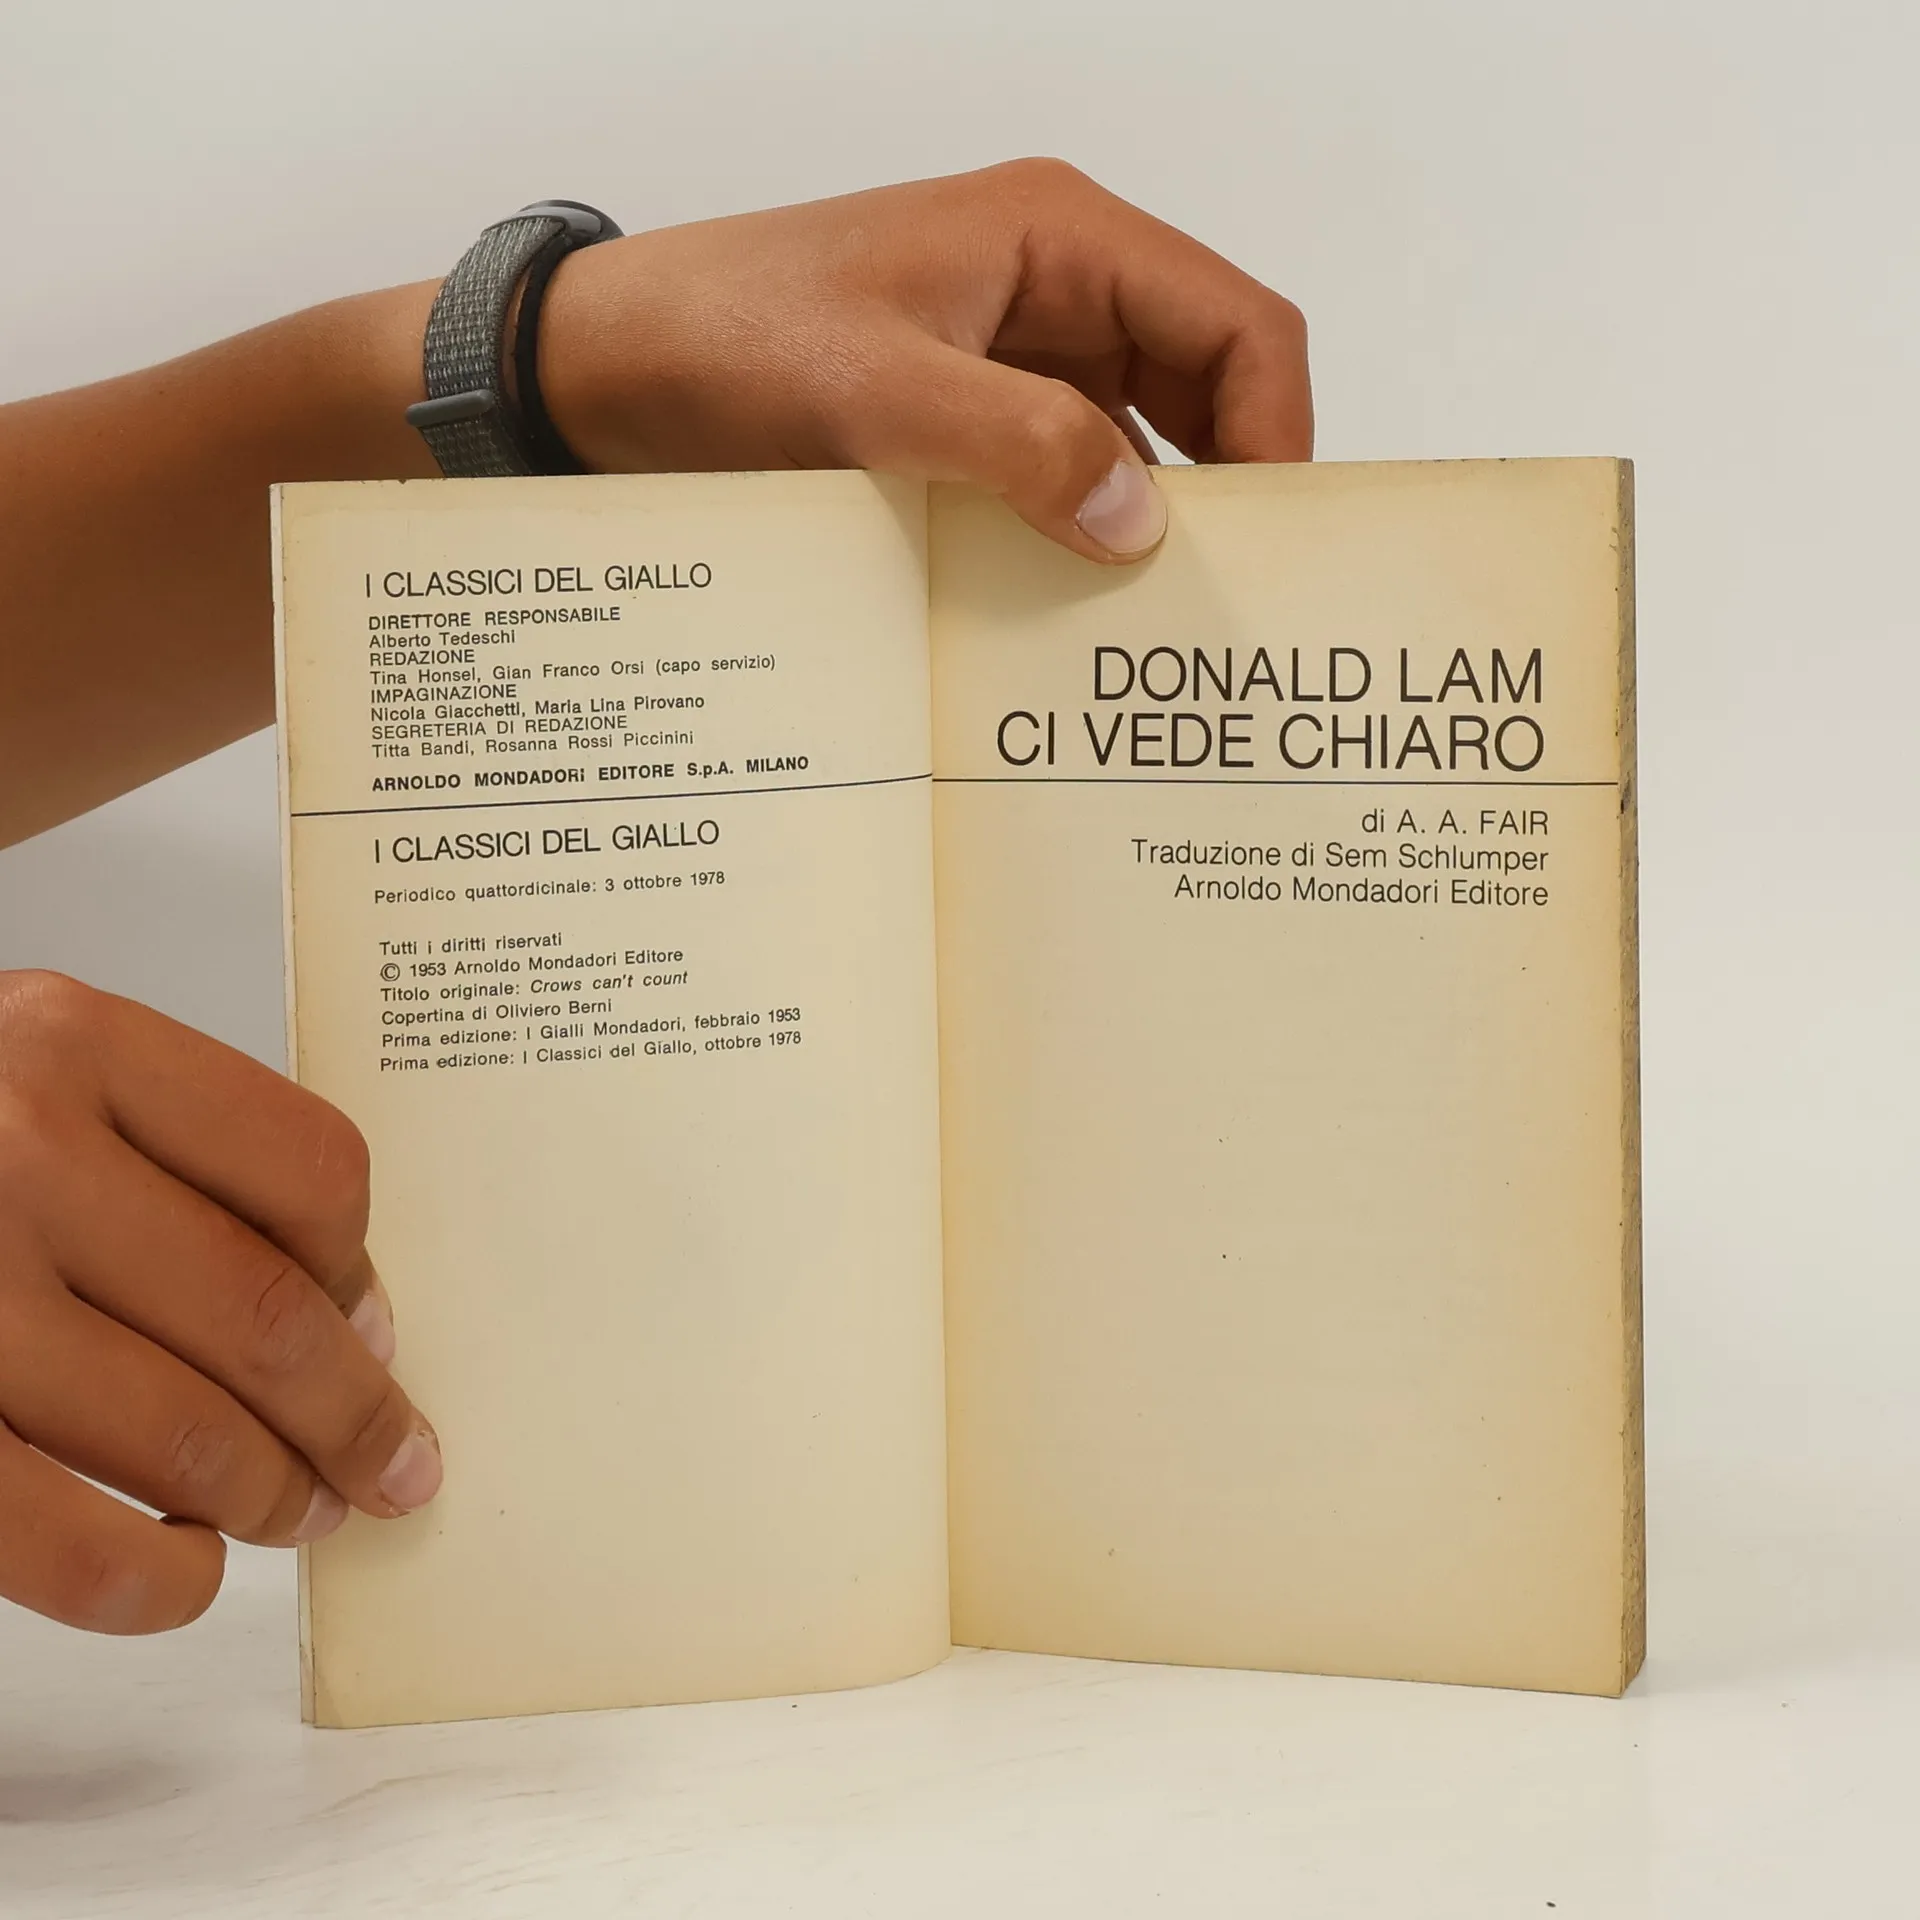 I CLASSICI DEL GIALLO
DIRETTORE RESPONSABILE
Alberto Tedeschi
REDAZIONE
Tina Honsel, Gian Franco Orsi (capo servizio)
IMPAGINAZIONE
Nicola Giacchetti, Maria Lina Pirovano
SEGRETERIA DI REDAZIONE
Titta Bandi, Rosanna Rossi Piccinini
ARNOLDO MONDADORI EDITORE S.p.A. MILANO
I CLASSICI DEL GIALLO
Periodico quattordicinale: 3 ottobre 1978
Tutti i diritti riservati
© 1953 Arnoldo Mondadori Editore
Titolo originale: Crows can't count
Copertina di Oliviero Berni
Prima edizione: I Gialli Mondadori, febbraio 1953
Prima edizione: I Classici del Giallo, ottobre 1978
DONALD LAM
CI VEDE CHIARO
di A. A. FAIR
Traduzione di Sem Schlumper
Arnoldo Mondadori Editore